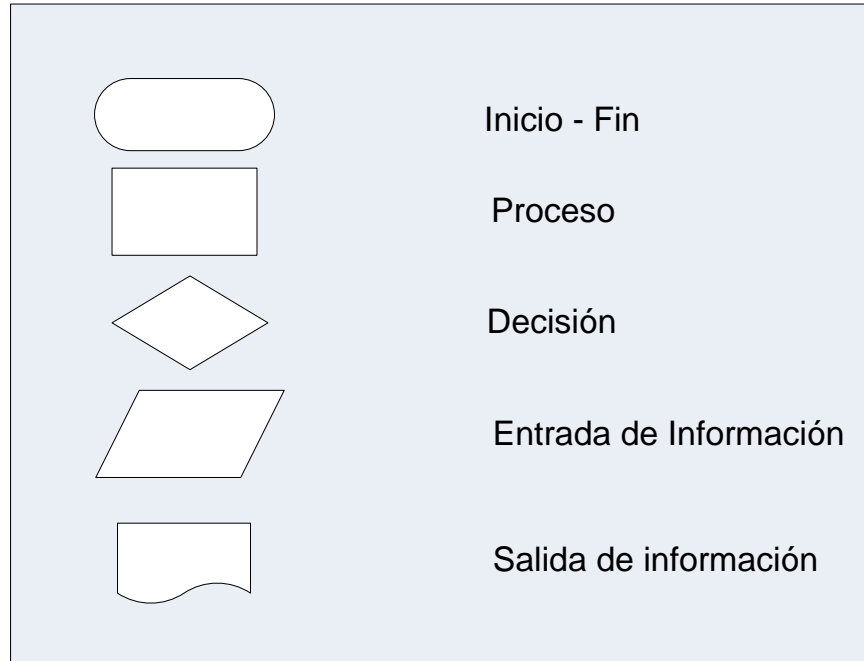 Inicio - Fin
Proceso
Decisión
Entrada de Información
Salida de información